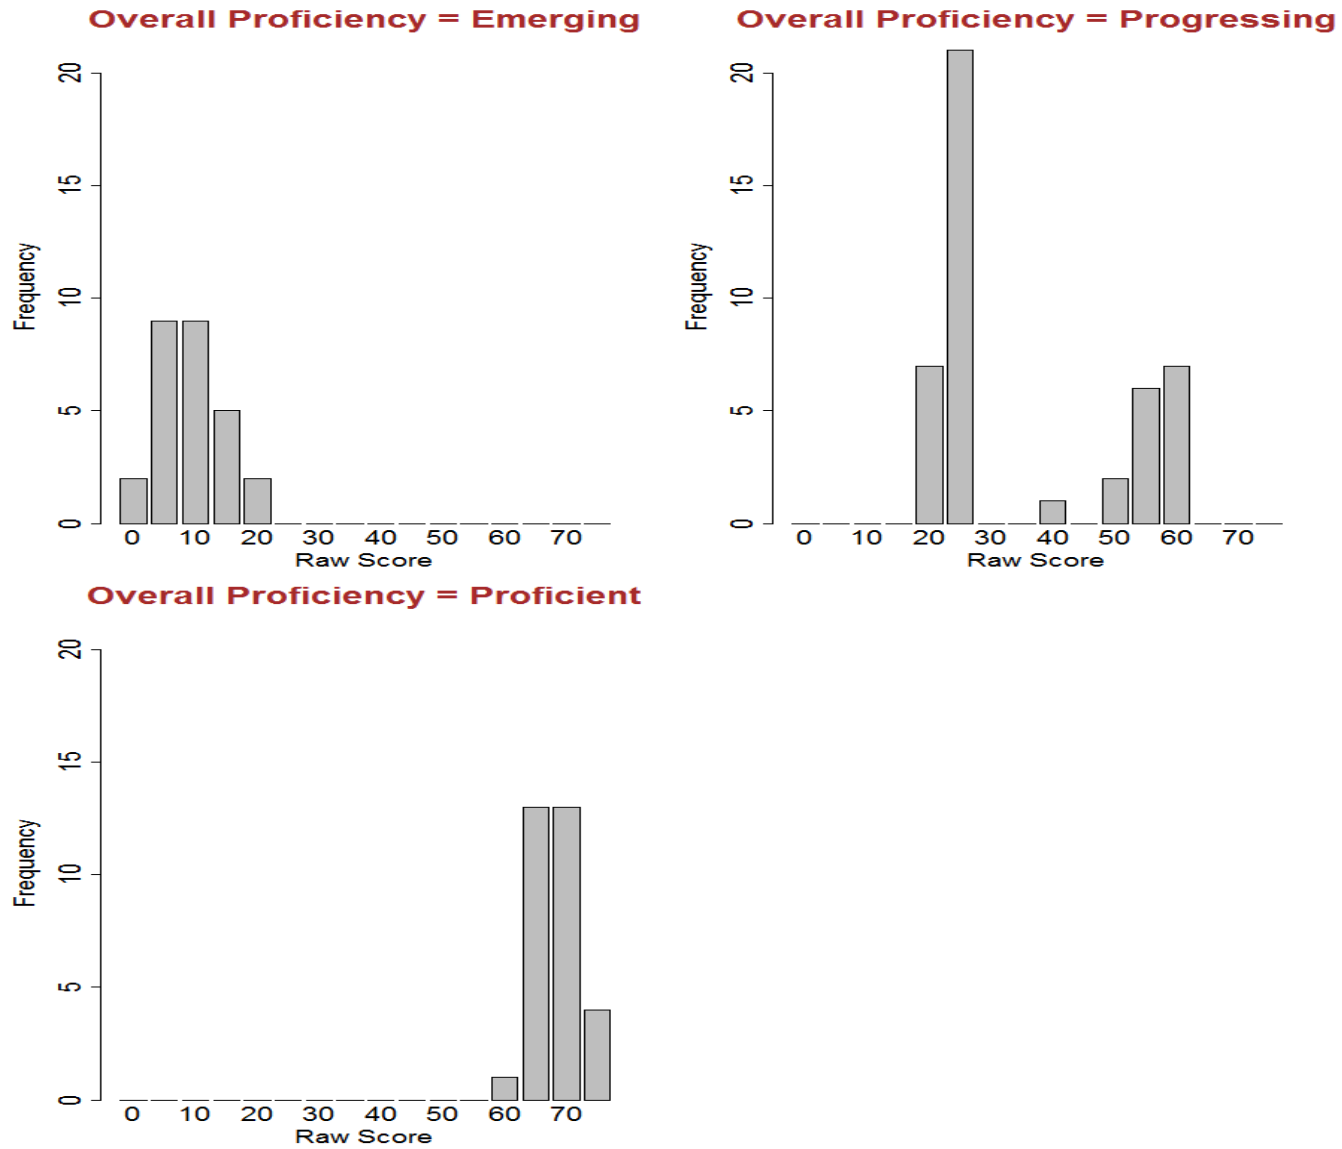 Overall Proficiency = Emerging
Frequency
0 5 10 15 20
0 10 20 30 40 50 60 70
Raw Score
Overall Proficiency = Progressing
Frequency
0 5 10 15 20
0 10 20 30 40 50 60 70
Raw Score
Overall Proficiency = Proficient
Frequency
0 5 10 15 20
0 10 20 30 40 50 60 70
Raw Score